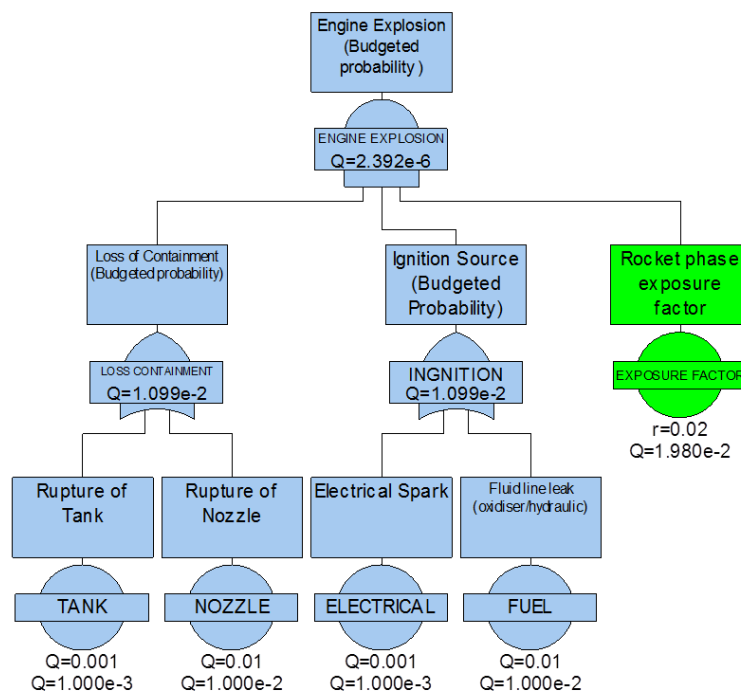 Engine Explosion
(Budgeted
probability )
ENGINE EXPLOSION
Q=2.392e-6
Loss of Containment
(Budgeted probability)
LOSS CONTAINMENT
Q=1.099e-2
Ignition Source
(Budgeted
Probability)
INGNITION
Q=1.099e-2
Rocket phase
exposure
factor
EXPOSURE FACTOR
r=0.02
Q=1.980e-2
Rupture of
Tank
TANK
Q=0.001
Q=1.000e-3
Rupture of
Nozzle
NOZZLE
Q=0.01
Q=1.000e-2
Electrical Spark
ELECTRICAL
Q=0.001
Q=1.000e-3
Fluid line leak
(oxidiser/hydraulic)
FUEL
Q=0.01
Q=1.000e-2